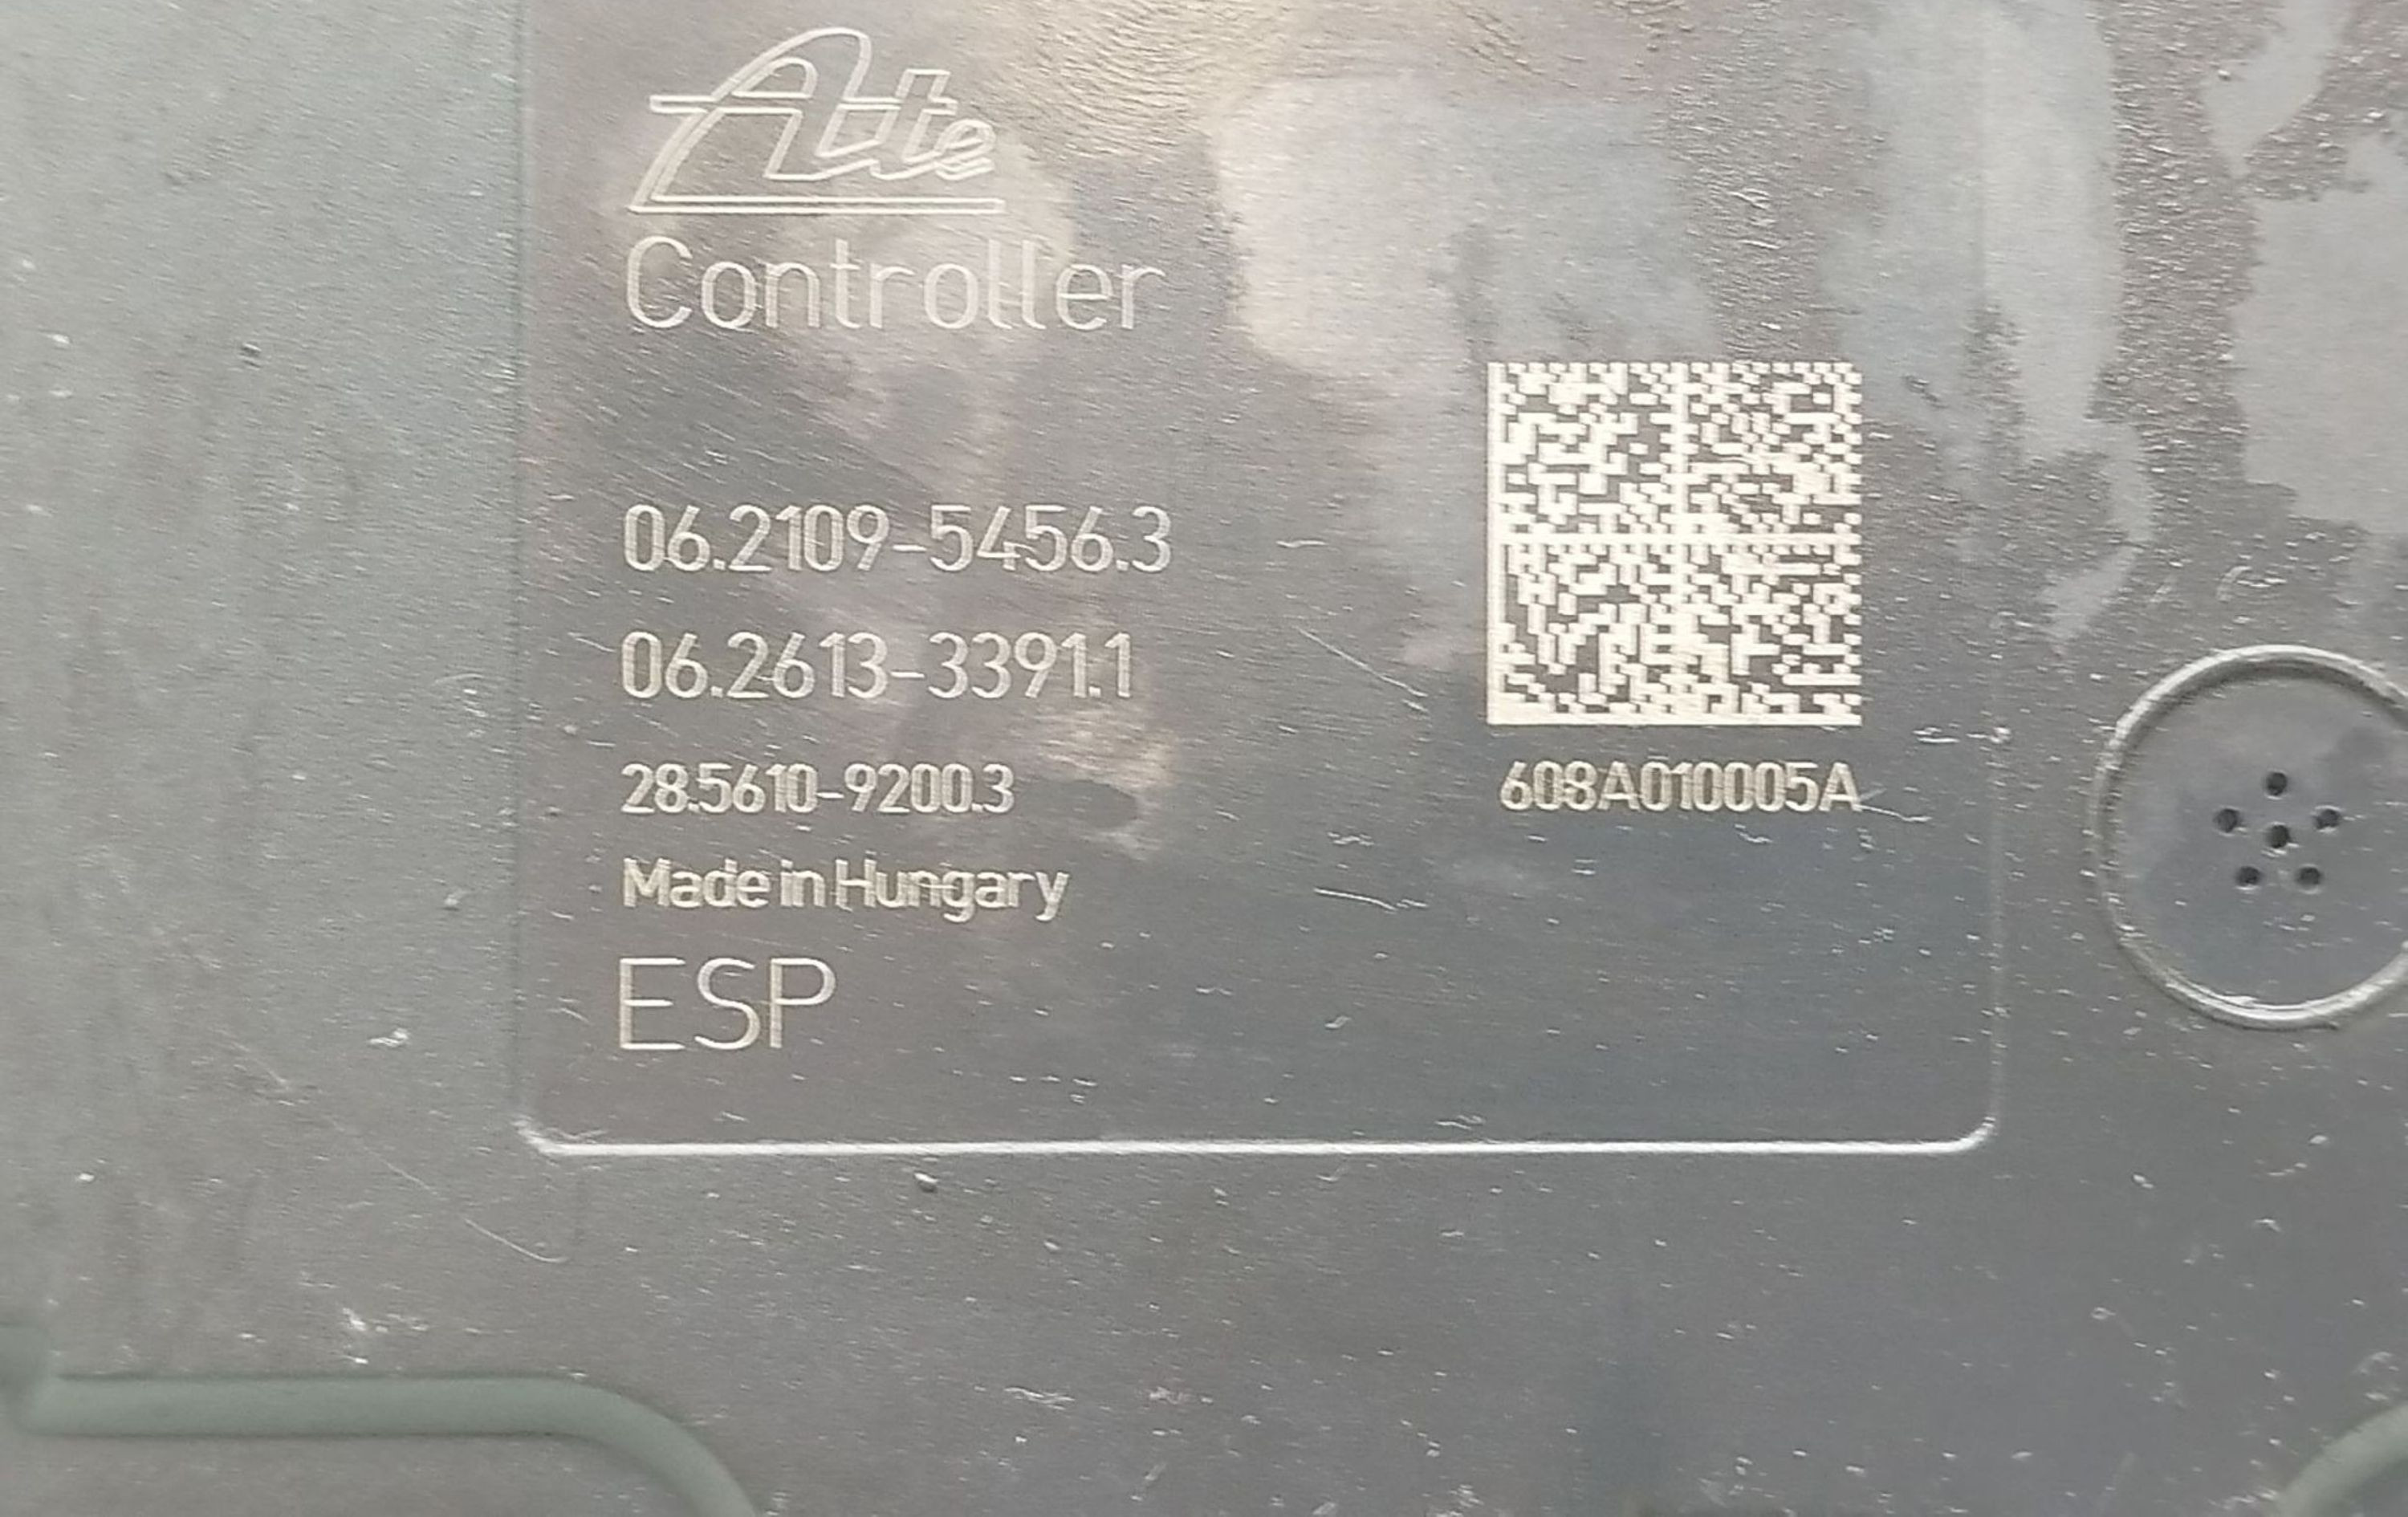 Ate
Controller
06.2109-5456.3
06.2613-3391.1
28.5610-9200.3
608A010005A
Made in Hungary
ESP